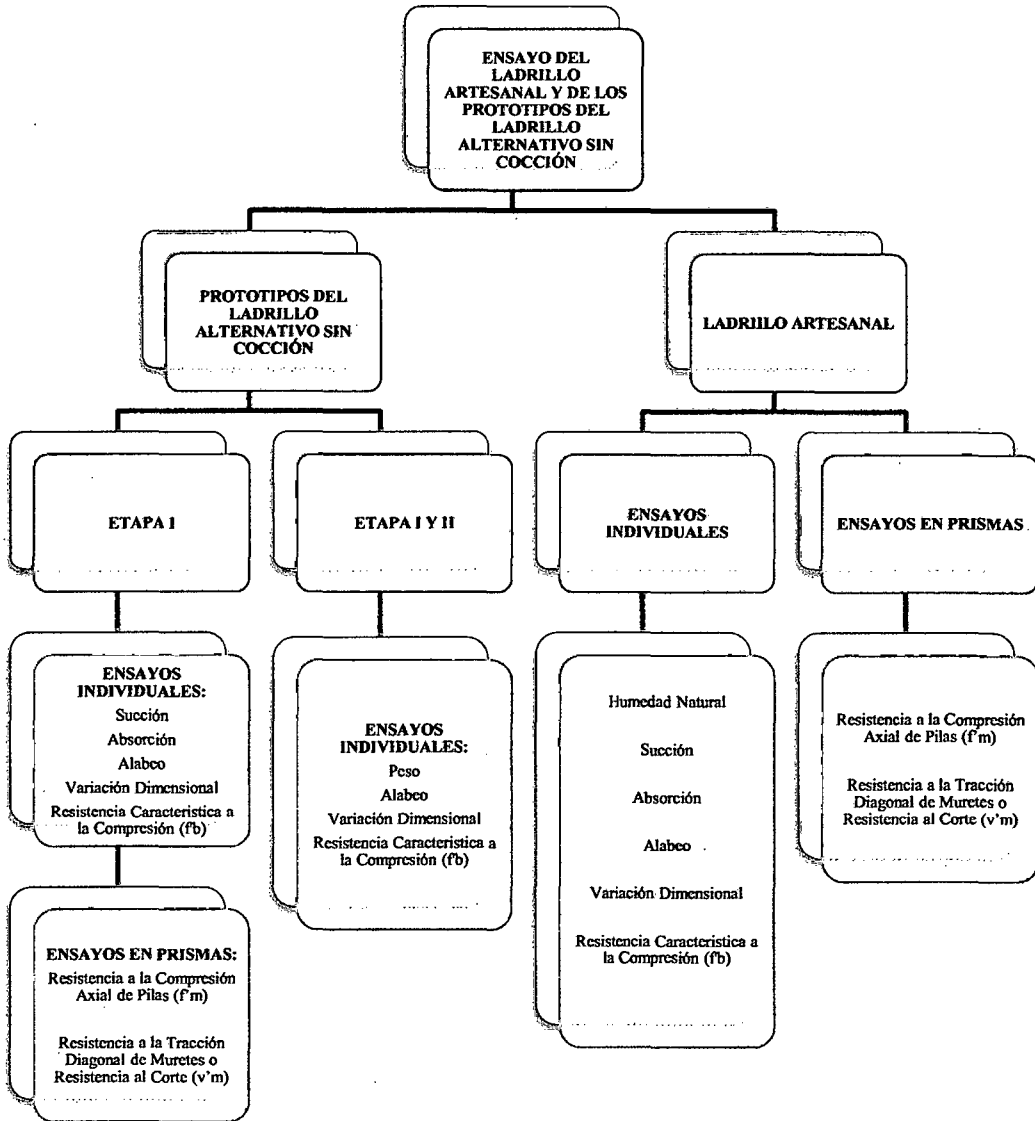 ENSAYO DEL
LADRILLO
ARTESANAL Y DE LOS
PROTOTIPOS DEL
LADRILLO
ALTERNATIVO SIN
COCCIÓN
PROTOTIPOS DEL
LADRILLO
ALTERNATIVO SIN
COCCIÓN
LADRILLO ARTESANAL
ETAPA I
ETAPA I Y II
ENSAYOS
INDIVIDUALES
ENSAYOS EN PRISMAS
ENSAYOS
INDIVIDUALES:
Succión
Absorción
Alabeo
Variación Dimensional
Resistencia Caracteristica a
la Compresión (f'b)
ENSAYOS EN PRISMAS:
Resistencia a la Compresión
Axial de Pilas (f'm)
Resistencia a la Tracción
Diagonal de Muretes o
Resistencia al Corte (v'm)
ENSAYOS
INDIVIDUALES:
Peso
Alabeo
Variación Dimensional
Resistencia Caracteristica a
la Compresión (f'b)
Humedad Natural
Succión
Absorción
Alabeo
Variación Dimensional
Resistencia Caracteristica a
la Compresión (f'b)
Resistencia a la Compresión
Axial de Pilas (f'm)
Resistencia a la Tracción
Diagonal de Muretes o
Resistencia al Corte (v'm)